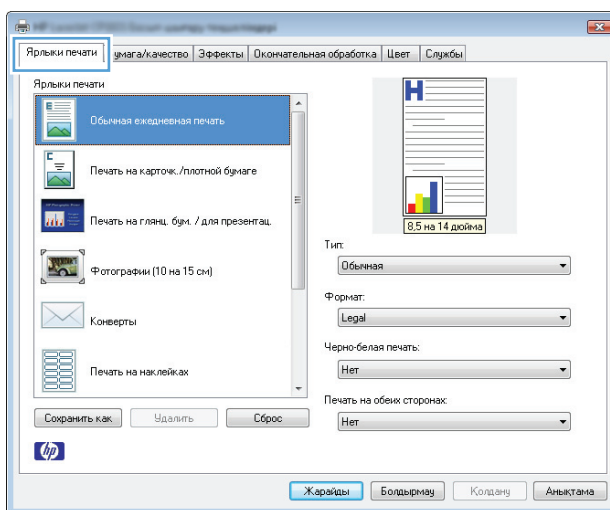 Ярлыки печати
умага/качество
Эффекты
Окончательная обработка
Цвет
Службы
Ярлыки печати
Обычная ежедневная печать
Печать на карточк./плотной бумаге
Печать на глянц. бум. / для презентац.
Фотографии (10 на 15 см)
Конверты
Печать на наклейках
Сохранить как
Удалить
Сброс
8,5 на 14 дюйма
Тип:
Обычная
Формат:
Legal
Черно-белая печать:
Нет
Печать на обеих сторонах:
Нет
hp
Жарайды
Болдырмау
Қолдану
Анықтама